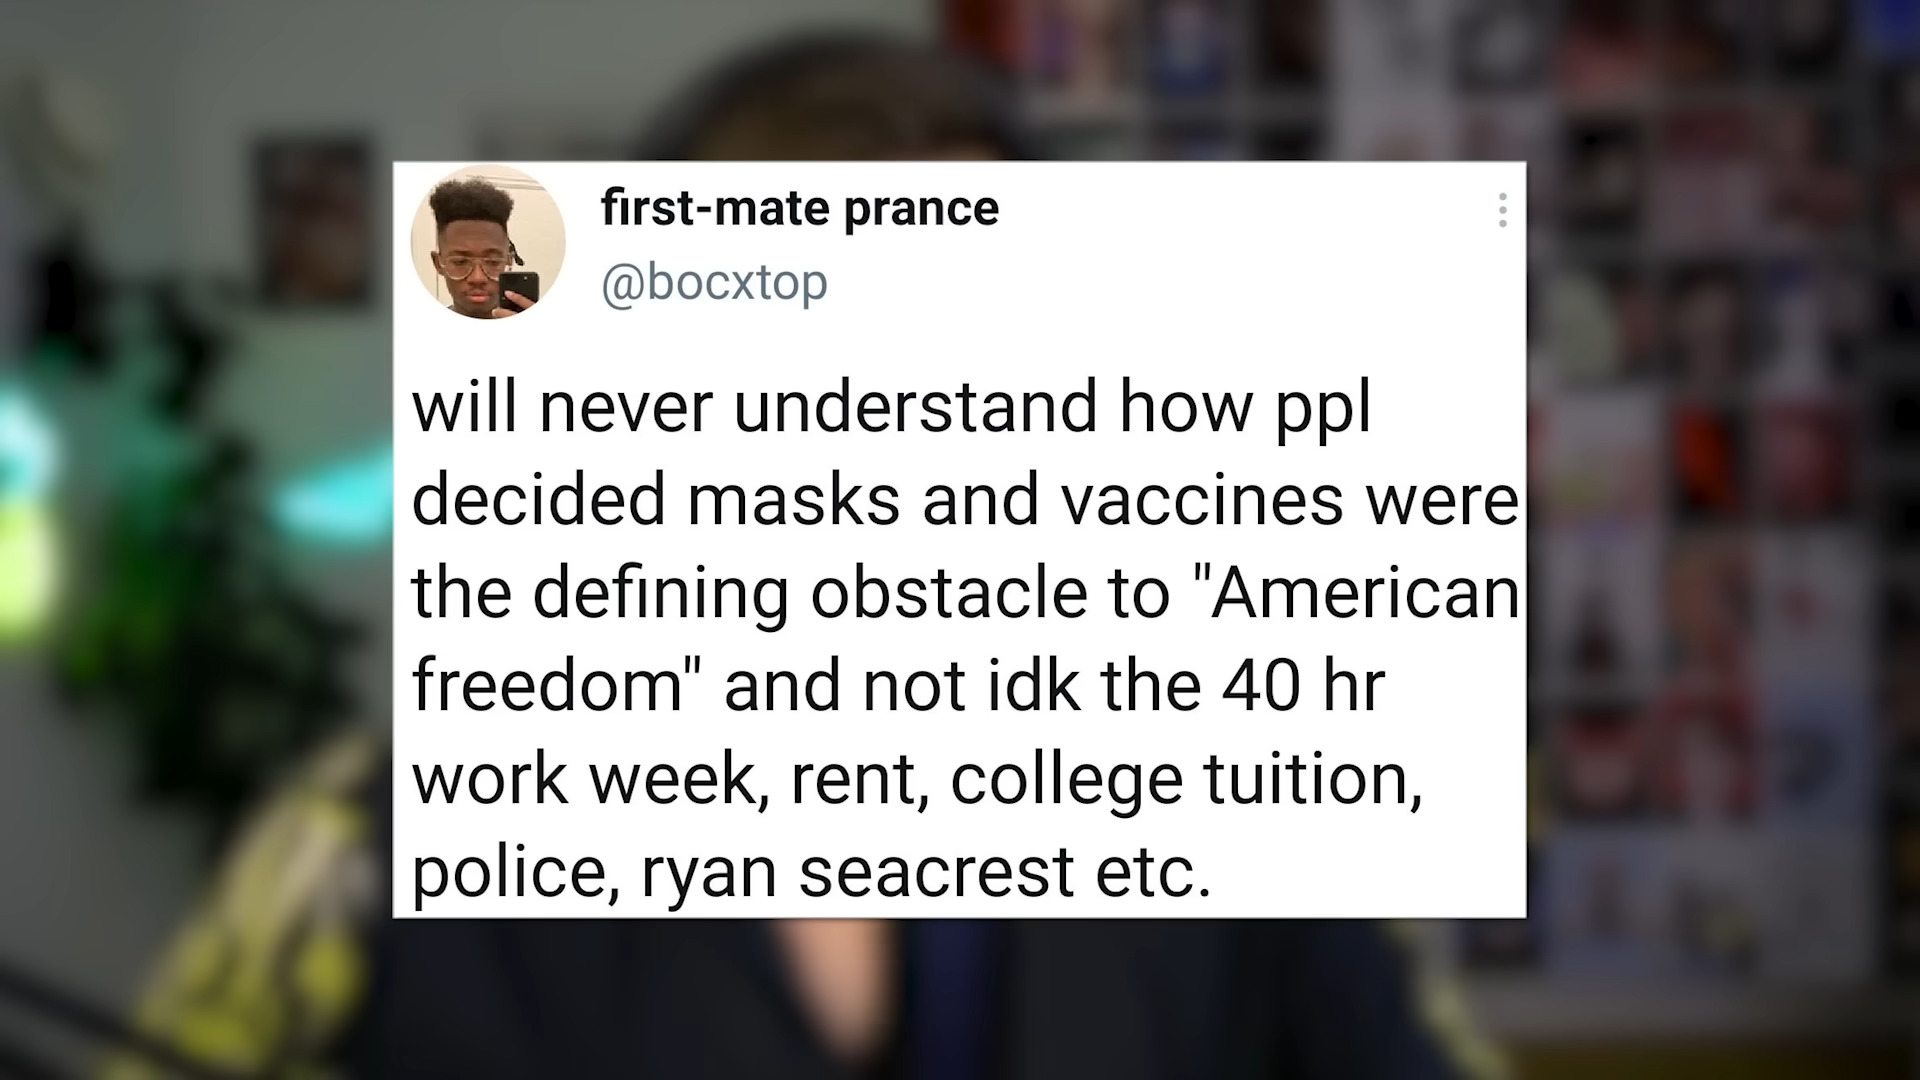 first-mate prance
@bocxtop
will never understand how ppl
decided masks and vaccines were
the defining obstacle to "American
freedom" and not idk the 40 hr
work week, rent, college tuition,
police, ryan seacrest etc.